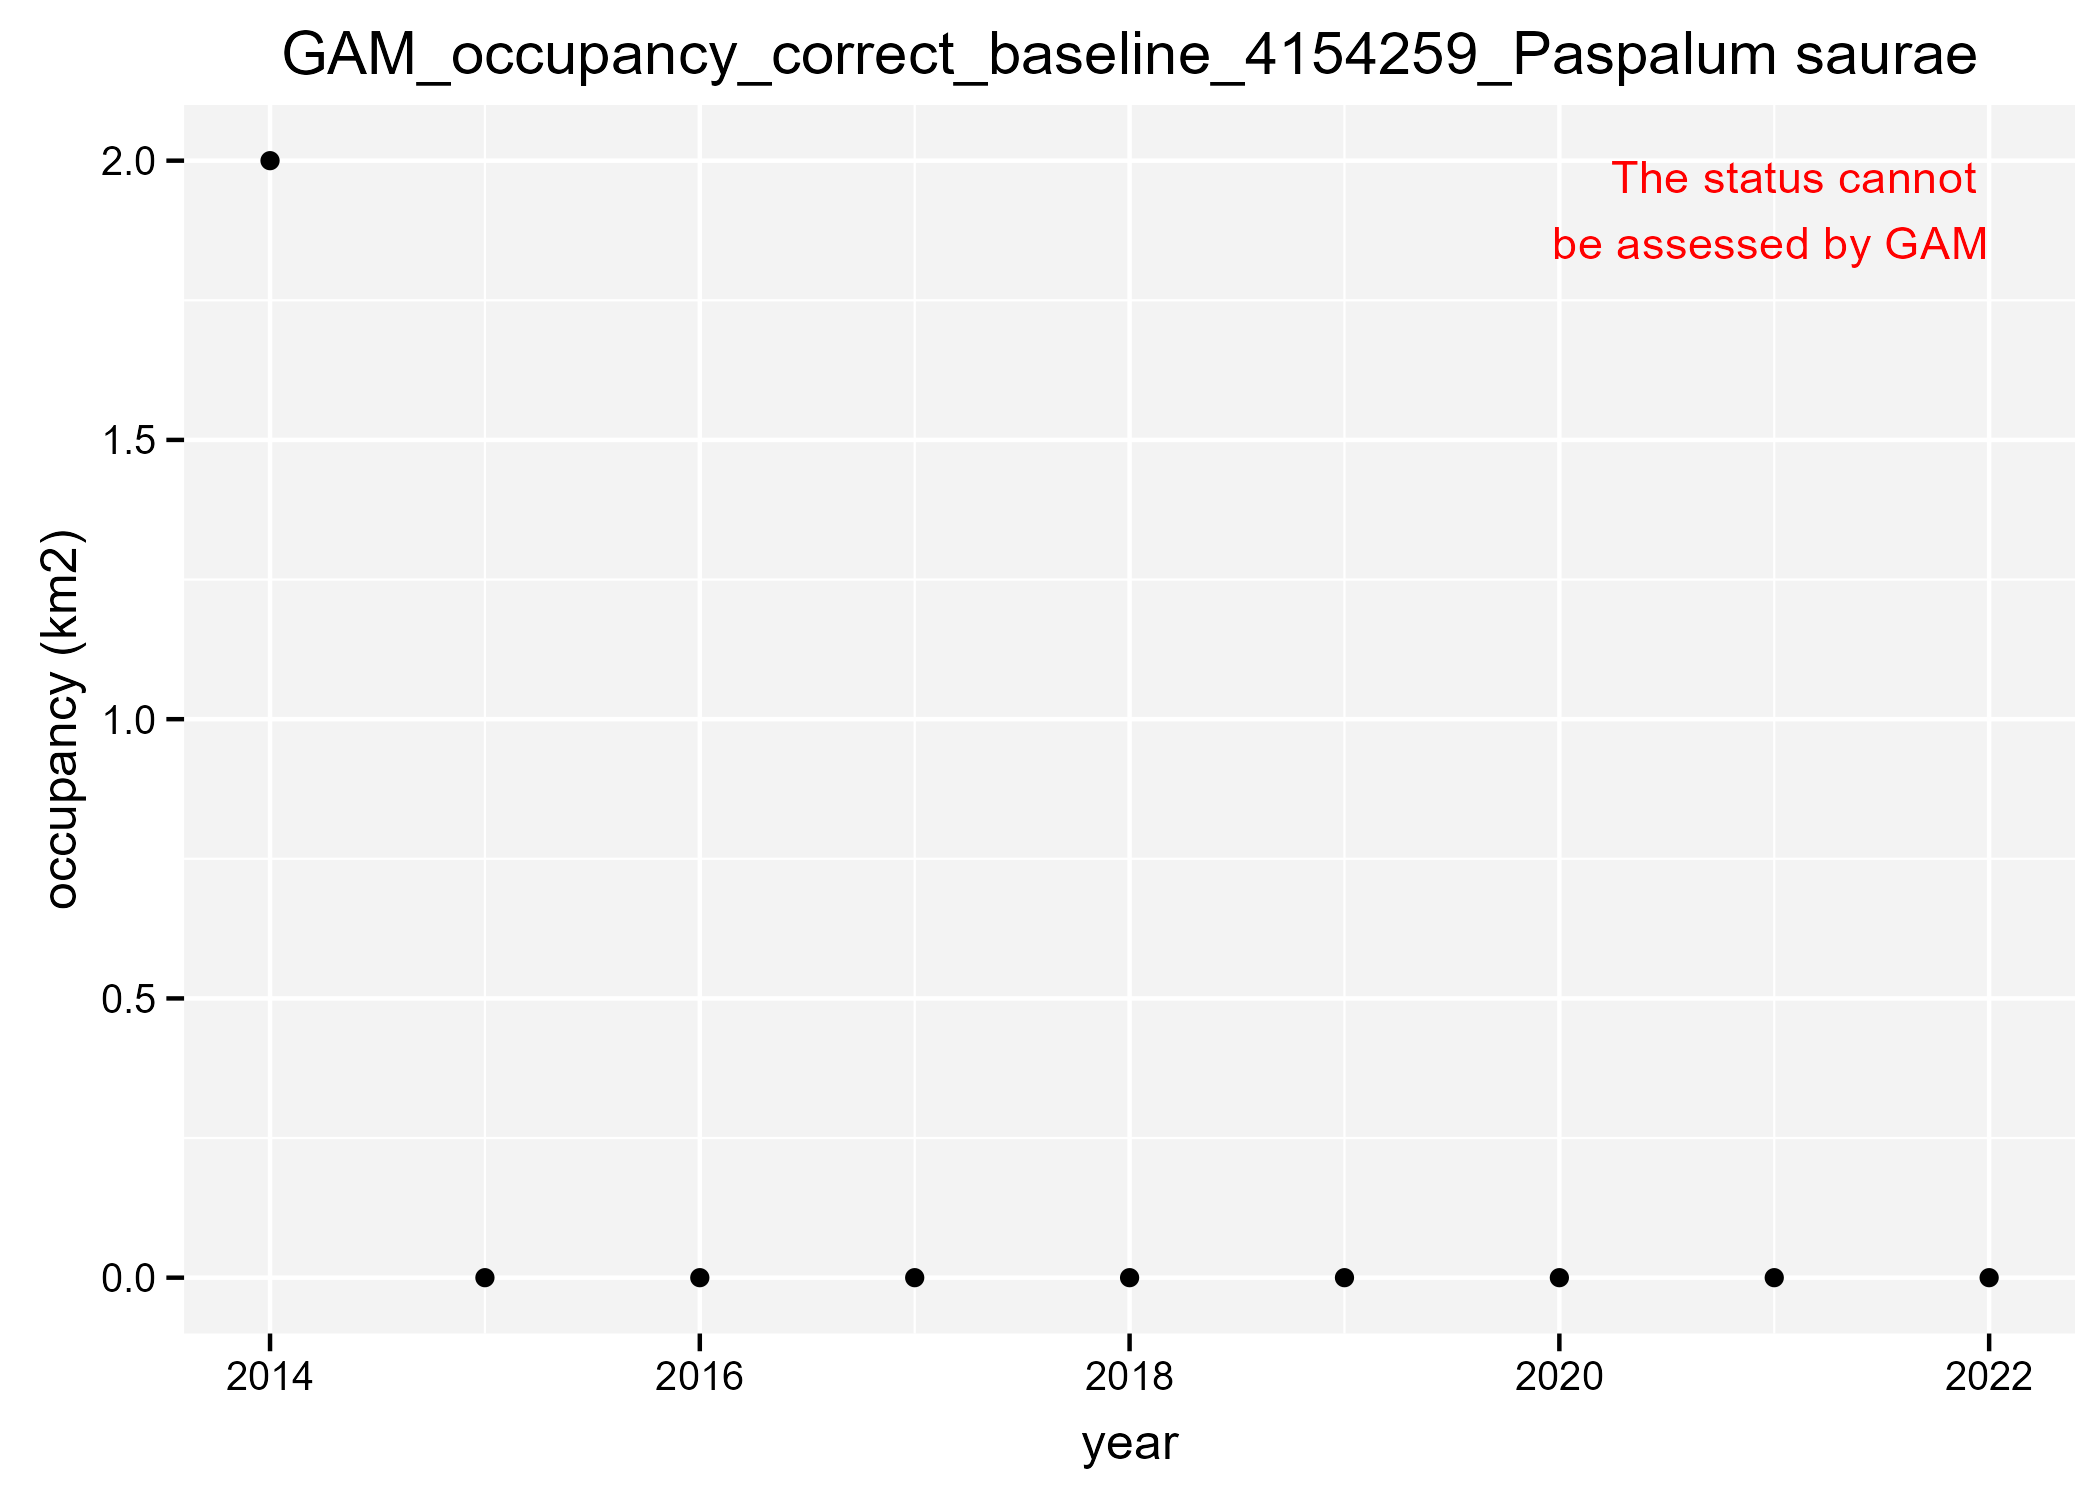 GAM_occupancy_correct_baseline_4154259_Paspalum saurae
The status cannot
be assessed by GAM
2.0
1.5
1.0
0.5
0.0
occupancy (km2)
2014 2016 2018 2020 2022
year